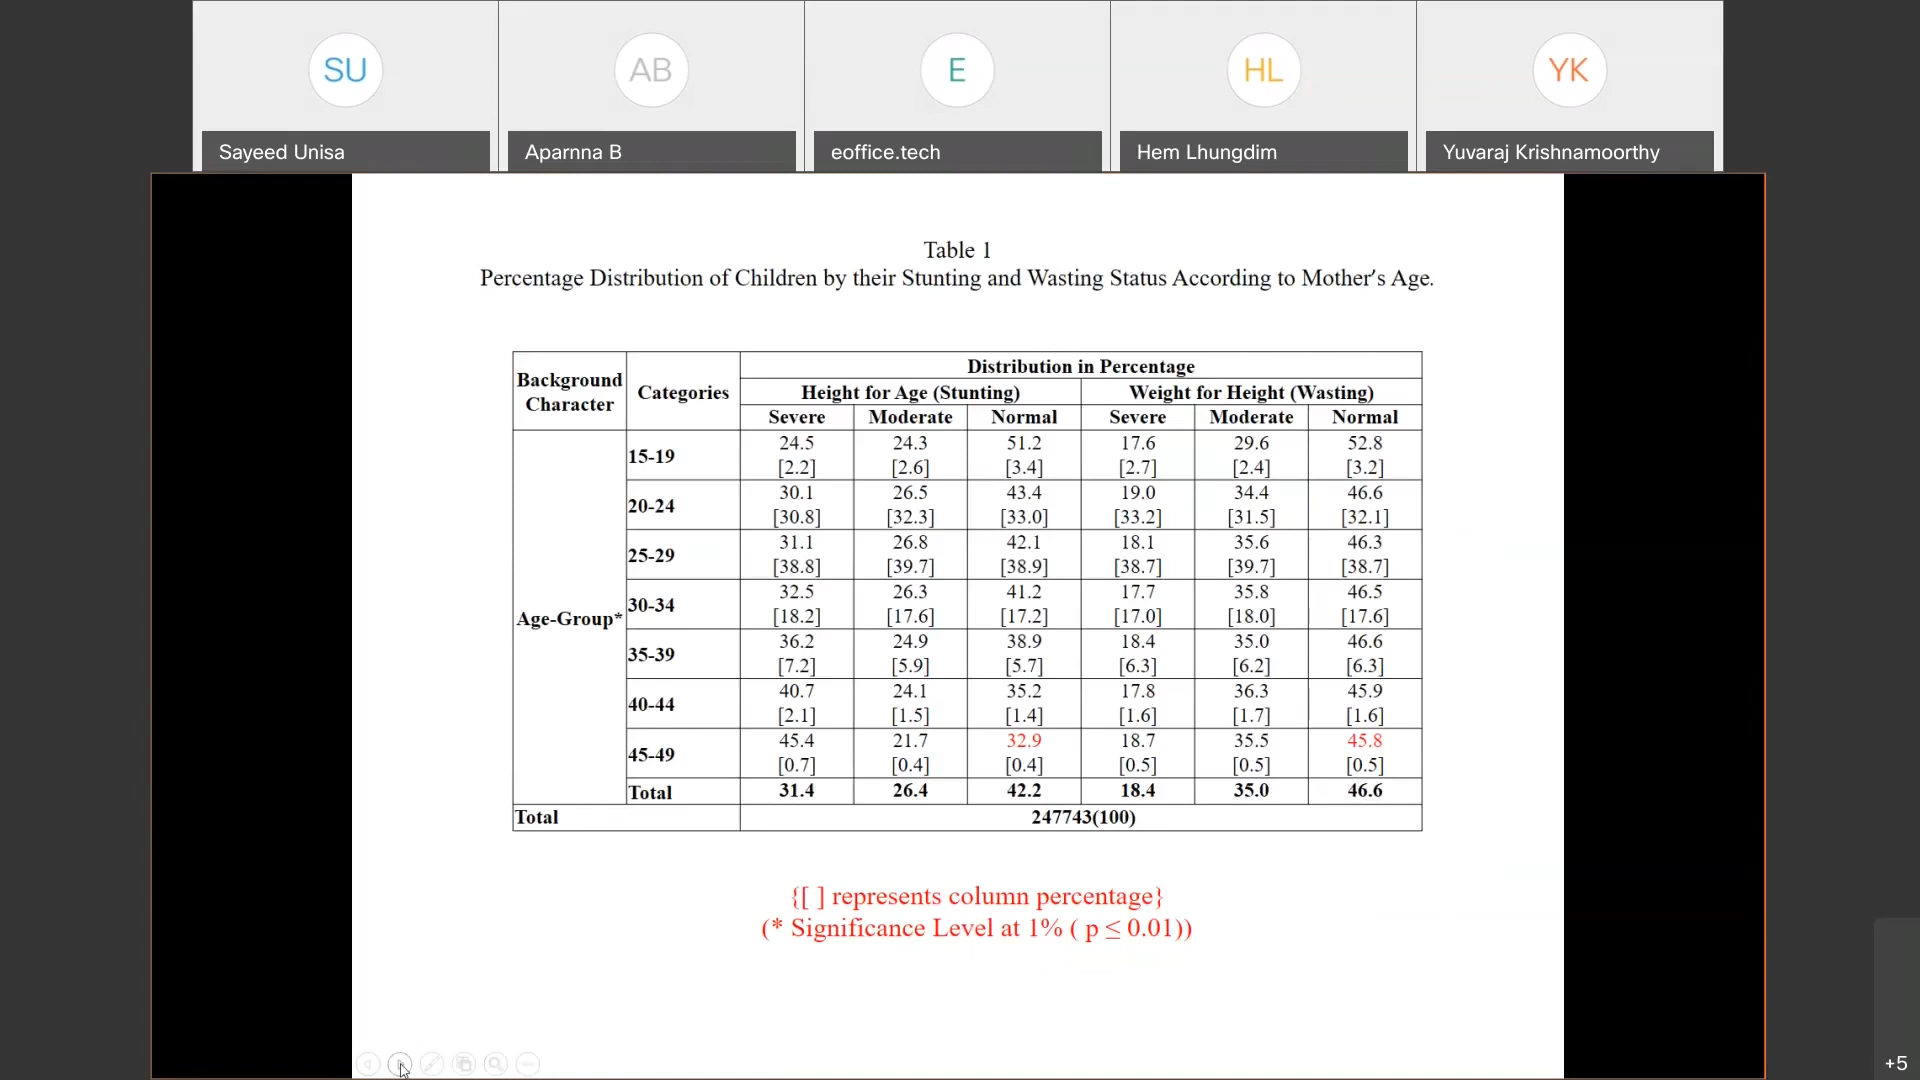 SU
AB
E
HL
YK
Sayeed Unisa
Aparnna B
eoffice.tech
Hem Lhungdim
Yuvaraj Krishnamoorthy
Table 1
Percentage Distribution of Children by their Stunting and Wasting Status According to Mother's Age.
Background Character Categories Distribution in Percentage
Height for Age (Stunting) Weight for Height (Wasting)
Severe Moderate Normal Severe Moderate Normal
Age-Group*
15-19 24.5 24.3 51.2 17.6 29.6 52.8
[2.2] [2.6] [3.4] [2.7] [2.4] [3.2]
20-24 30.1 26.5 43.4 19.0 34.4 46.6
[30.8] [32.3] [33.0] [33.2] [31.5] [32.1]
25-29 31.1 26.8 42.1 18.1 35.6 46.3
[38.8] [39.7] [38.9] [38.7] [39.7] [38.7]
30-34 32.5 26.3 41.2 17.7 35.8 46.5
[18.2] [17.6] [17.2] [17.0] [18.0] [17.6]
35-39 36.2 24.9 38.9 18.4 35.0 46.6
[7.2] [5.9] [5.7] [6.3] [6.2] [6.3]
40-44 40.7 24.1 35.2 17.8 36.3 45.9
[2.1] [1.5] [1.4] [1.6] [1.7] [1.6]
45-49 45.4 21.7 32.9 18.7 35.5 45.8
[0.7] [0.4] [0.4] [0.5] [0.5] [0.5]
Total 31.4 26.4 42.2 18.4 35.0 46.6
Total 247743(100)
{[ ] represents column percentage}
(* Significance Level at 1% ( p ≤ 0.01))
+5